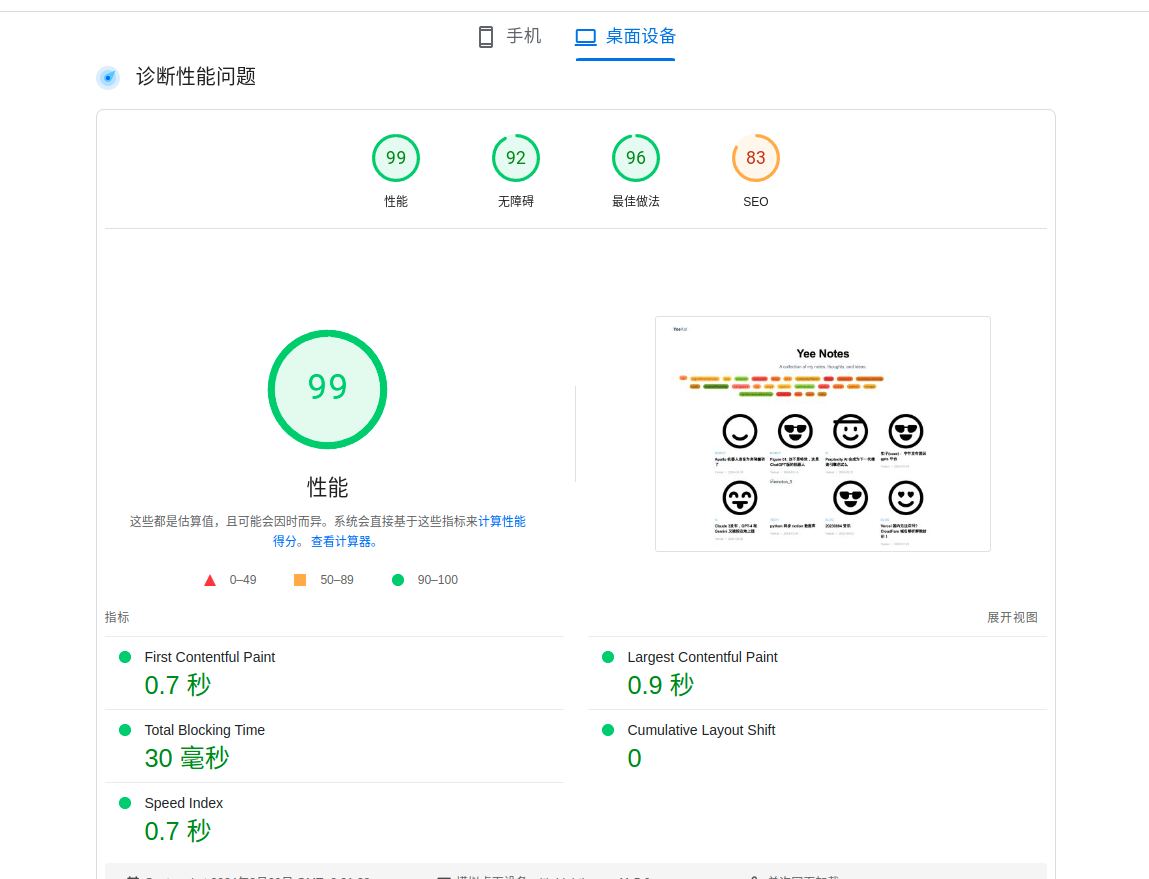 手机
桌面设备
诊断性能问题
99
92
96
83
性能
无障碍
最佳做法
SEO
99
性能
这些都是估算值，且可能会因时而异。系统会直接基于这些指标来计算性能
得分。 查看计算器。
0–49
50–89
90–100
Yee Notes
A collection of my notes, thoughts, and ideas.
指标
展开视图
First Contentful Paint
0.7 秒
Largest Contentful Paint
0.9 秒
Total Blocking Time
30 毫秒
Cumulative Layout Shift
0
Speed Index
0.7 秒